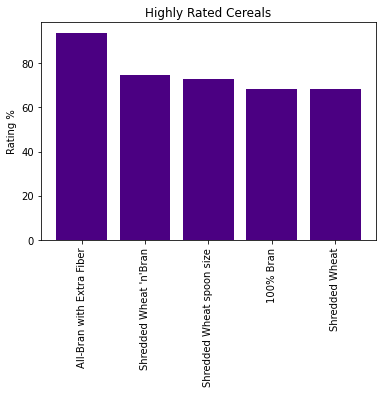 Highly Rated Cereals
Rating %
80
60
40
20
0
All-Bran with Extra Fiber
Shredded Wheat 'n'Bran
Shredded Wheat spoon size
100% Bran
Shredded Wheat